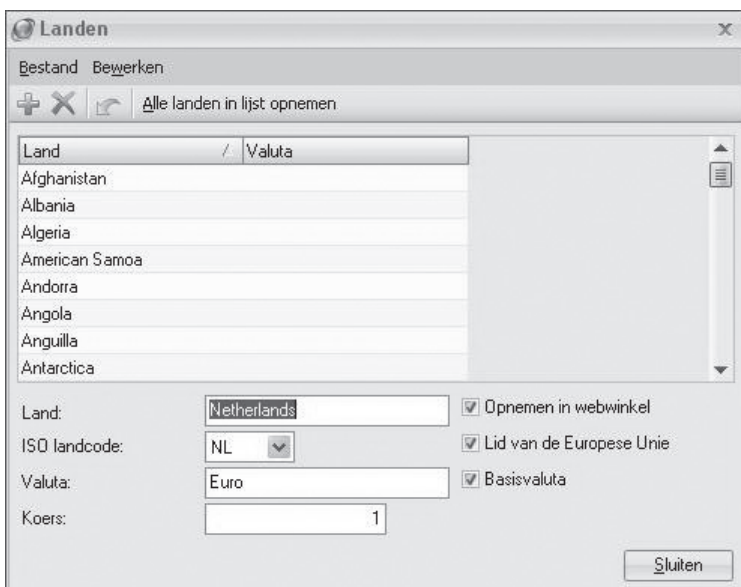 Landen
Bestand Bewerken
Alle landen in lijst opnemen
Land Valuta
Afghanistan
Albania
Algeria
American Samoa
Andorra
Angola
Anguilla
Antarctica
Land: Netherlands Opnemen in webwinkel
ISO landcode: NL Lid van de Europese Unie
Valuta: Euro Basisvaluta
Koers: 1
Sluiten